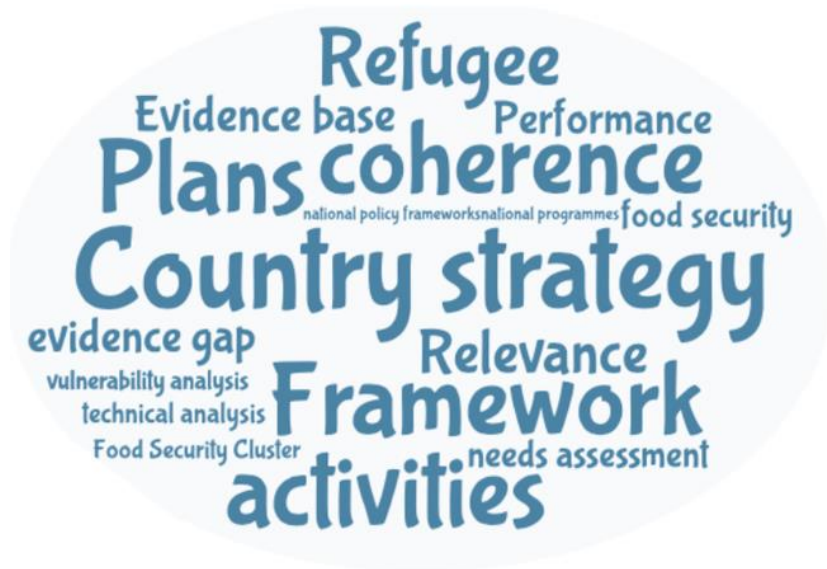 Refugee
Evidence base Performance
Plans coherence
national policy frameworksnational programmes food security
Country strategy
evidence gap Relevance
vulnerability analysis
Framework
technical analysis
Food Security Cluster needs assessment
activities